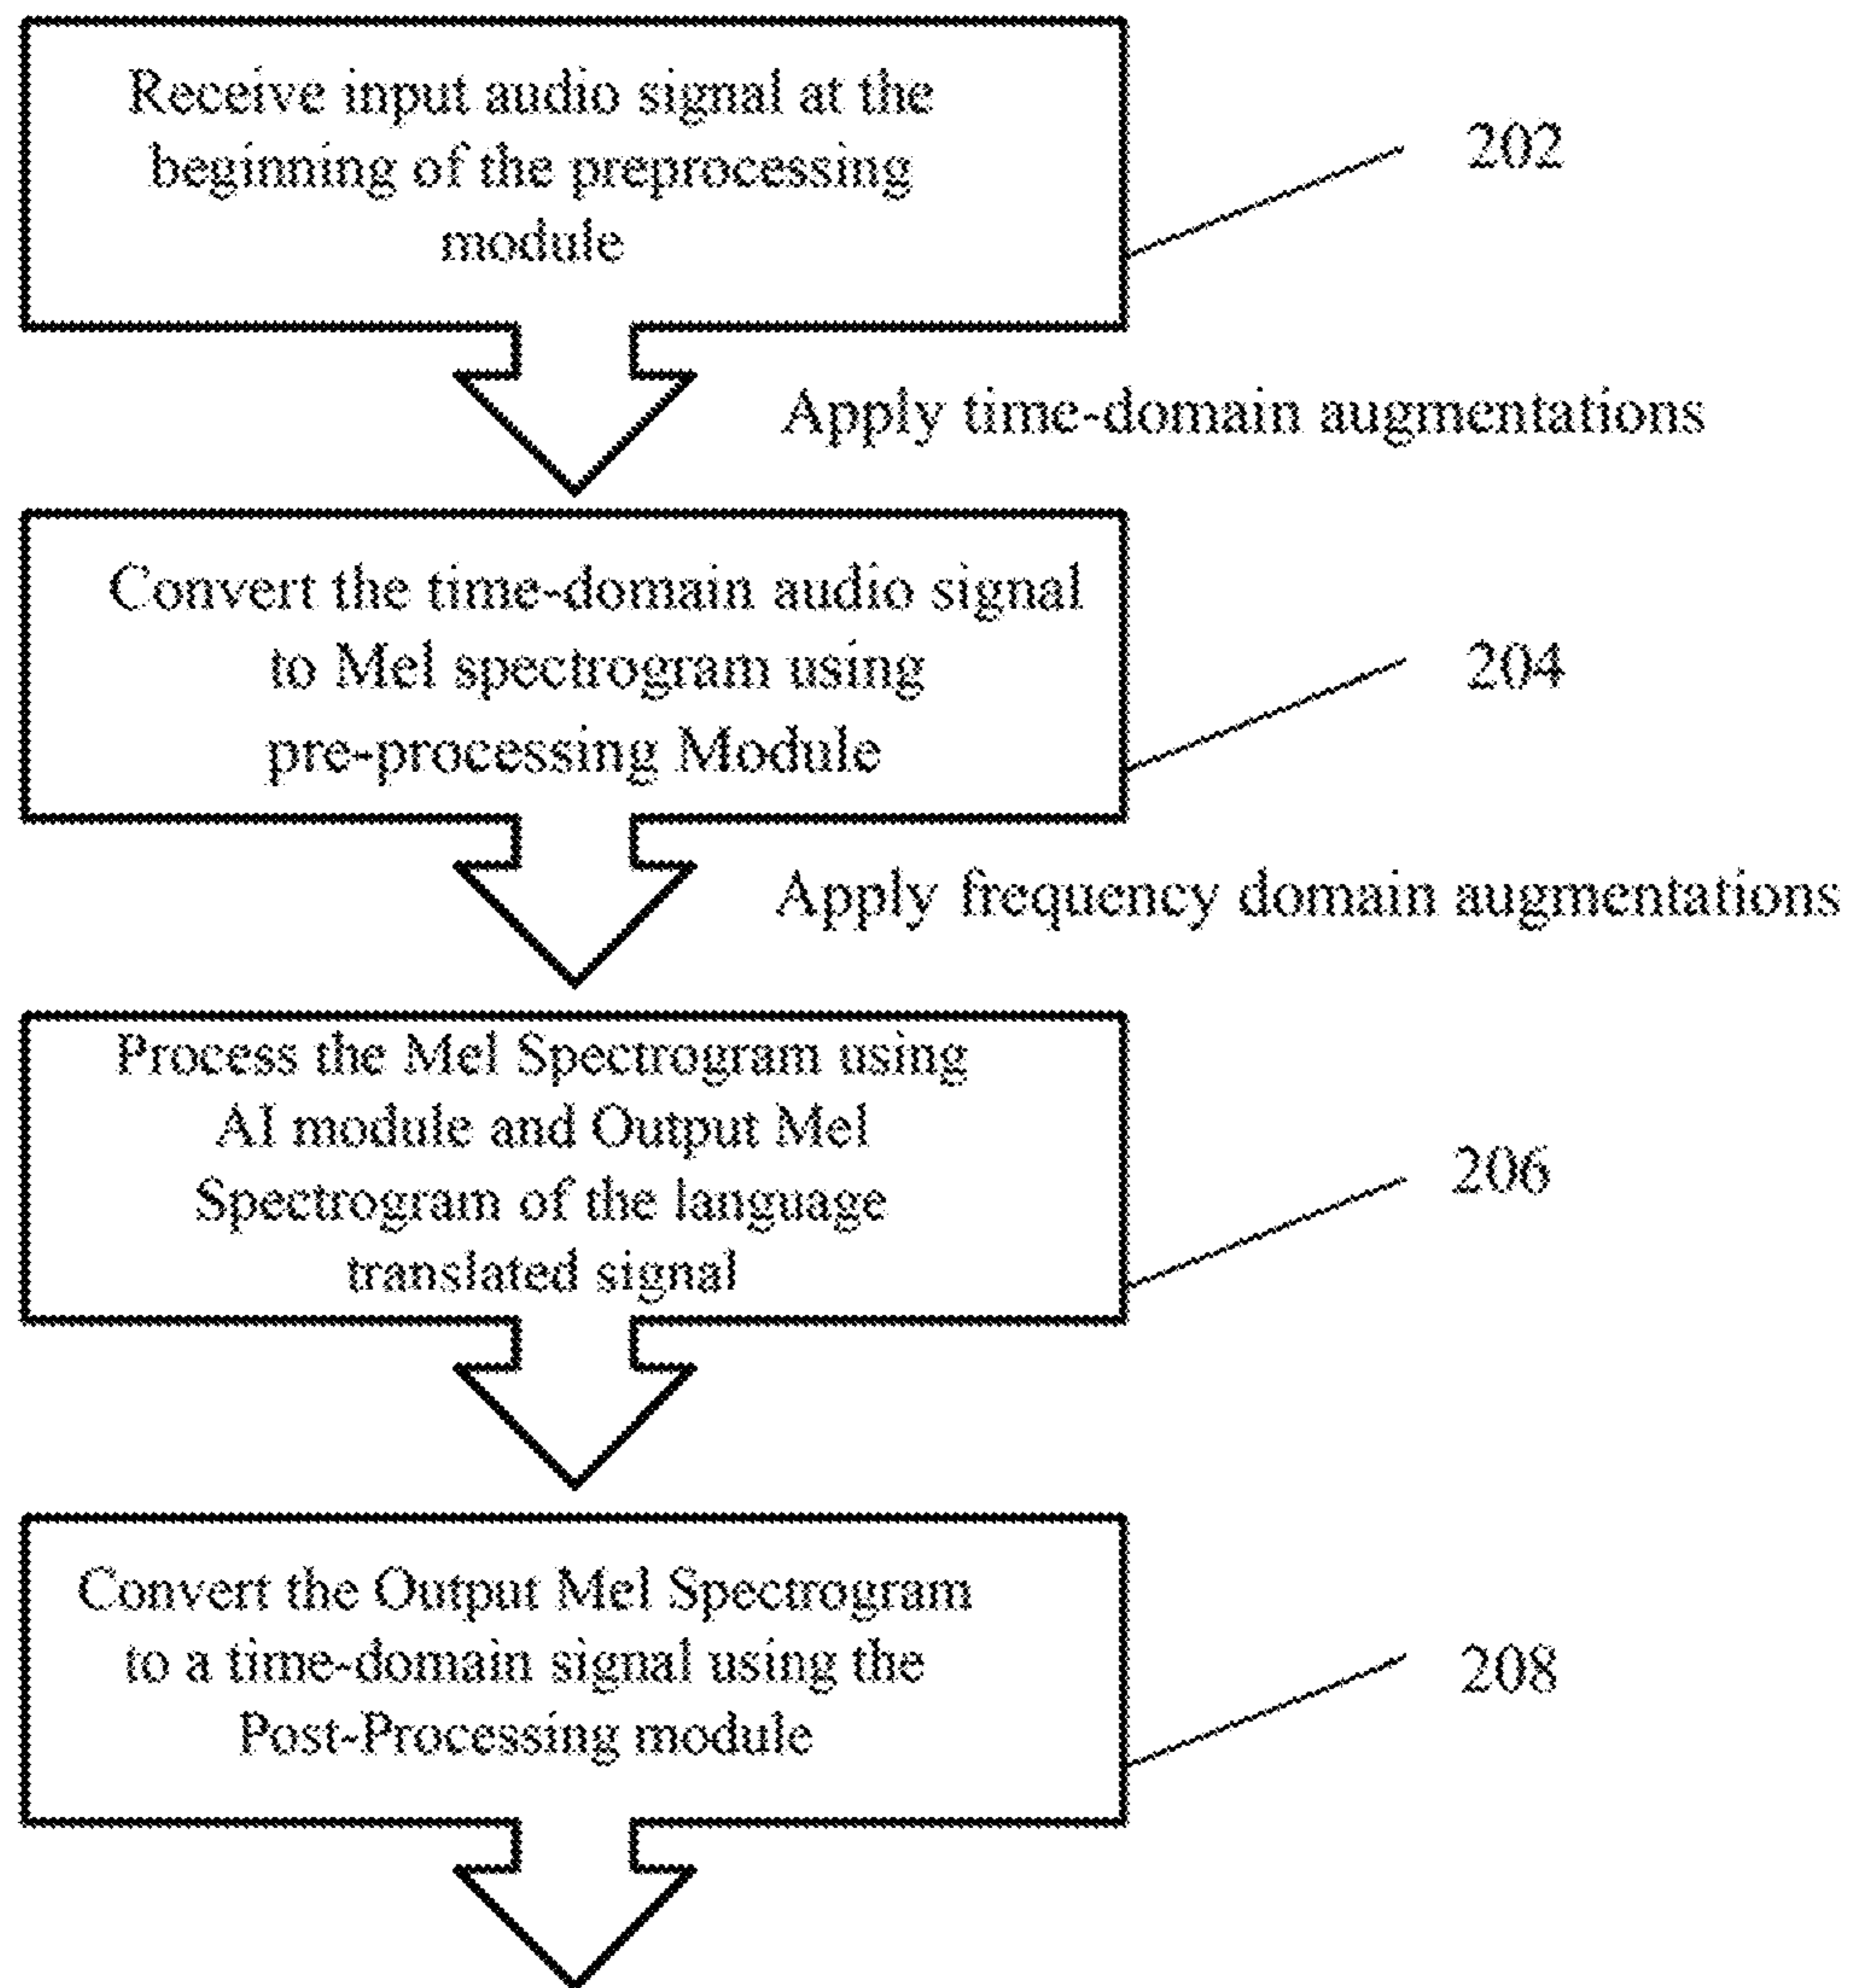 Receive input audio signal at the
beginning of the preprocessing
module
202
Apply time-domain augmentations
Convert the time-domain audio signal
to Mel spectrogram using
pre-processing Module
204
Apply frequency domain augmentations
Process the Mel Spectrogram using
AI module and Output Mel
Spectrogram of the language
translated signal
206
Convert the Output Mel Spectrogram
to a time-domain signal using the
Post-Processing module
208